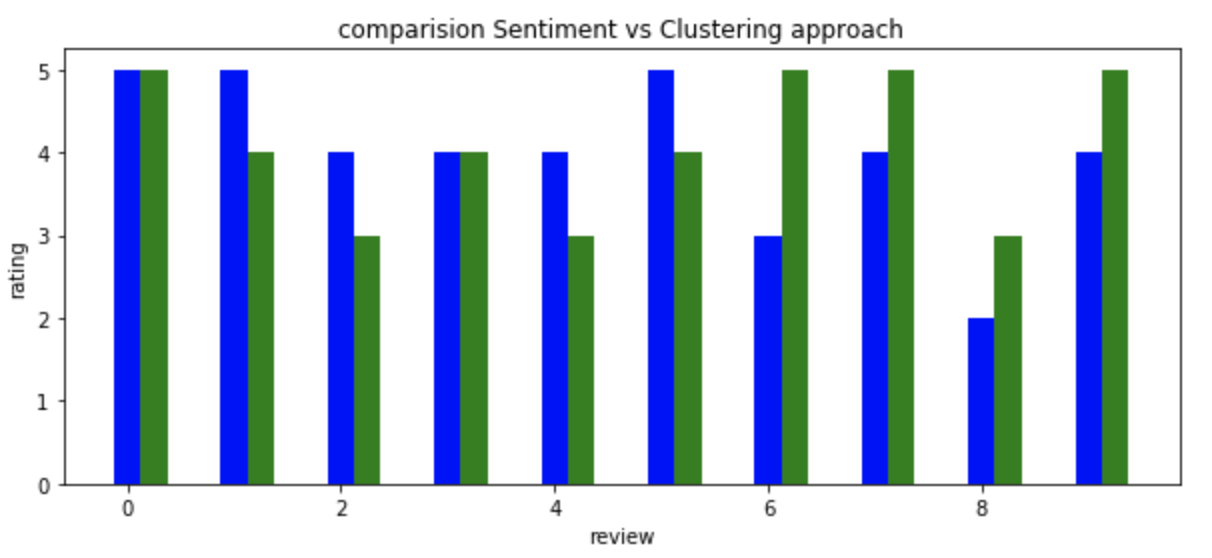 comparision Sentiment vs Clustering approach
5
4
3
2
1
0
rating
0 2 4 6 8
review